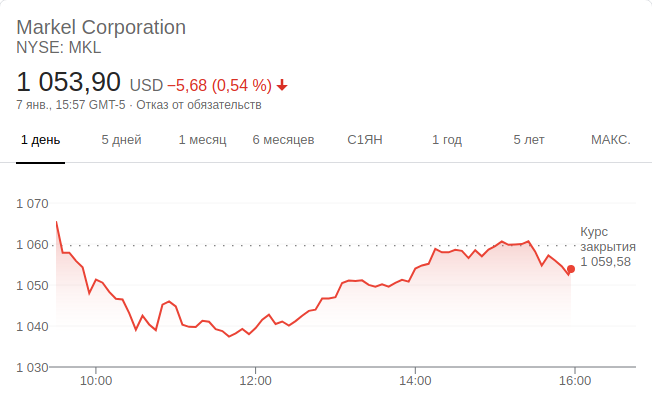 Markel Corporation
NYSE: MKL
1 053,90 USD −5,68 (0,54 %)
7 янв., 15:57 GMT-5 · Отказ от обязательств
1 день 5 дней 1 месяц 6 месяцев С1ЯН 1 год 5 лет МАКС.
1 070
1 060
1 050
1 040
1 030
Курс
закрытия
1 059,58
10:00 12:00 14:00 16:00